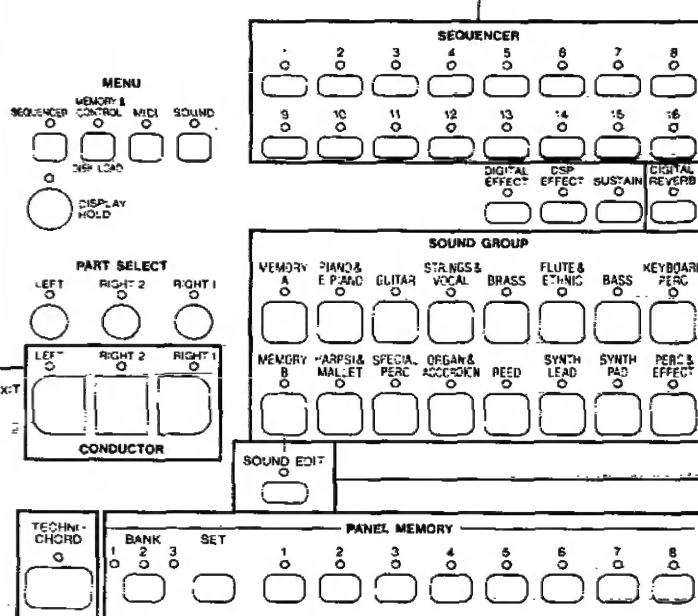 SEQUENCER
1 2 3 4 5 6 7 8
MENU
SEQUENCER MEMORY & CONTROL MIDI SOUND
9 10 11 12 13 14 15 16
DISK LOAD
DISPLAY HOLD
DIGITAL EFFECT DSP EFFECT SUSTAIN DIGITAL REVERB
SOUND GROUP
PART SELECT
LEFT RIGHT 2 RIGHT 1
MEMORY A PIANO & E PIANO GUITAR STRINGS & VOCAL BRASS FLUTE & ETHNIC BASS KEYBOARD PERC
LEFT RIGHT 2 RIGHT 1
MEMORY B HARPSI & MALLET SPECIAL PERC ORGAN & ACCORDION REED SYNTH LEAD SYNTH PAD PERC & EFFECT
XIT
CONDUCTOR
SOUND EDIT
TECHNI-CHORD
PANEL MEMORY
BANK SET
1 2 3 1 2 3 4 5 6 7 8